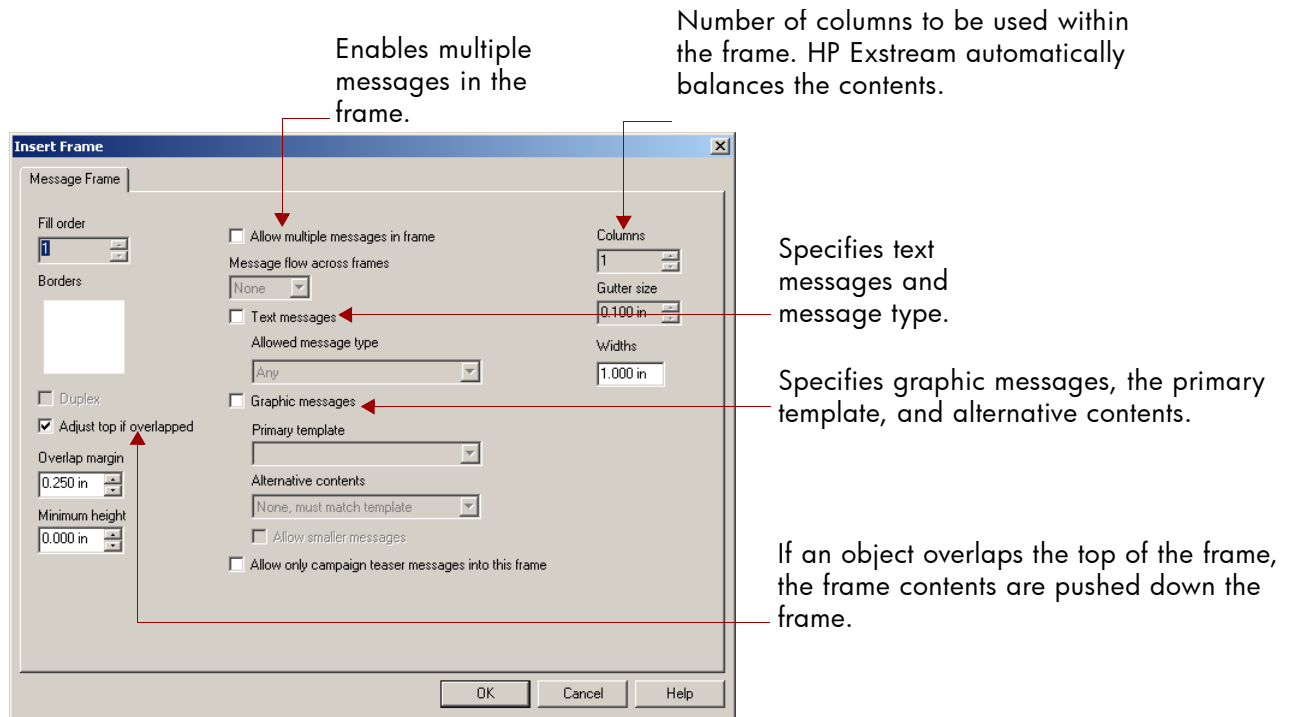 Number of columns to be used within
the frame. HP Exstream automatically
balances the contents.
Enables multiple
messages in the
frame.
Insert Frame
Message Frame
Fill order
1
Borders
Duplex
Adjust top if overlapped
Overlap margin
0.250 in
Minimum height
0.000 in
Allow multiple messages in frame
Message flow across frames
None
Text messages
Allowed message type
Any
Graphic messages
Primary template
Alternative contents
None, must match template
Allow smaller messages
Allow only campaign teaser messages into this frame
Columns
1
Gutter size
0.100 in
Widths
1.000 in
OK
Cancel
Help
Specifies text
messages and
message type.
Specifies graphic messages, the primary
template, and alternative contents.
If an object overlaps the top of the frame,
the frame contents are pushed down the
frame.